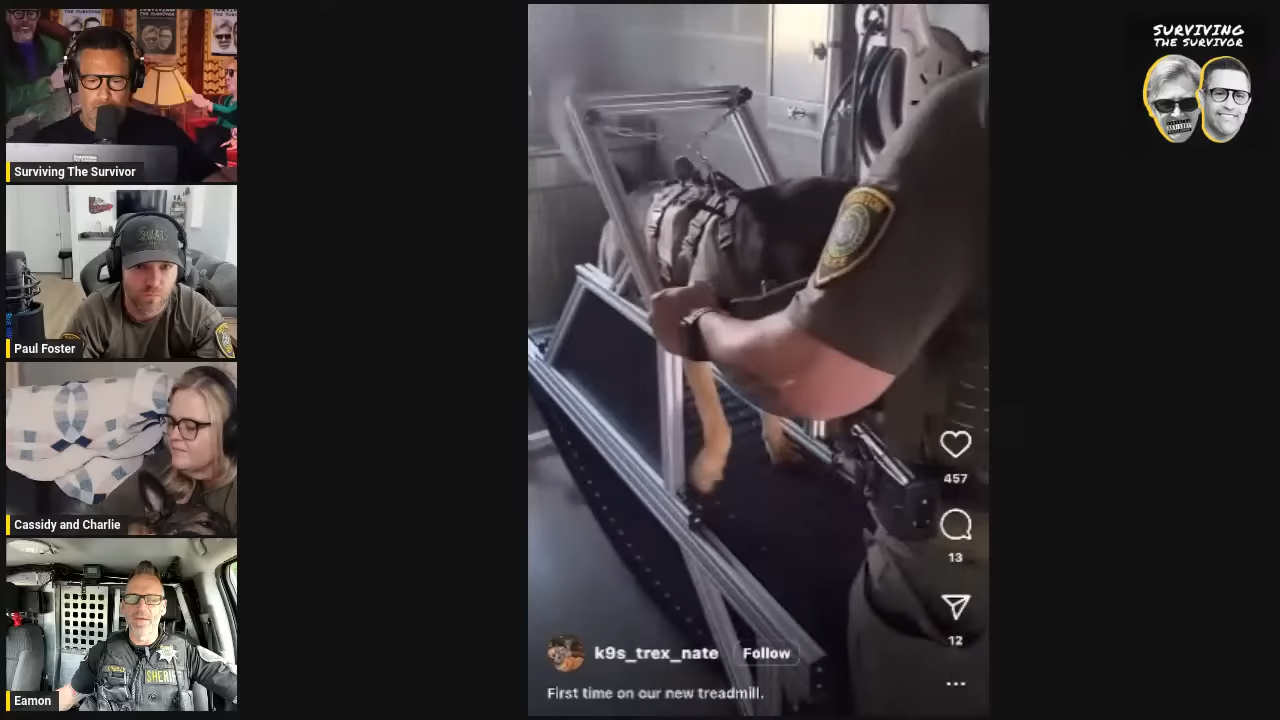 Surviving The Survivor
Paul Foster
Cassidy and Charlie
SHERIFF
Eamon
457
13
12
k9s_trex_nate
Follow
First time on our new treadmill.
SURVIVING
THE SURVIVOR